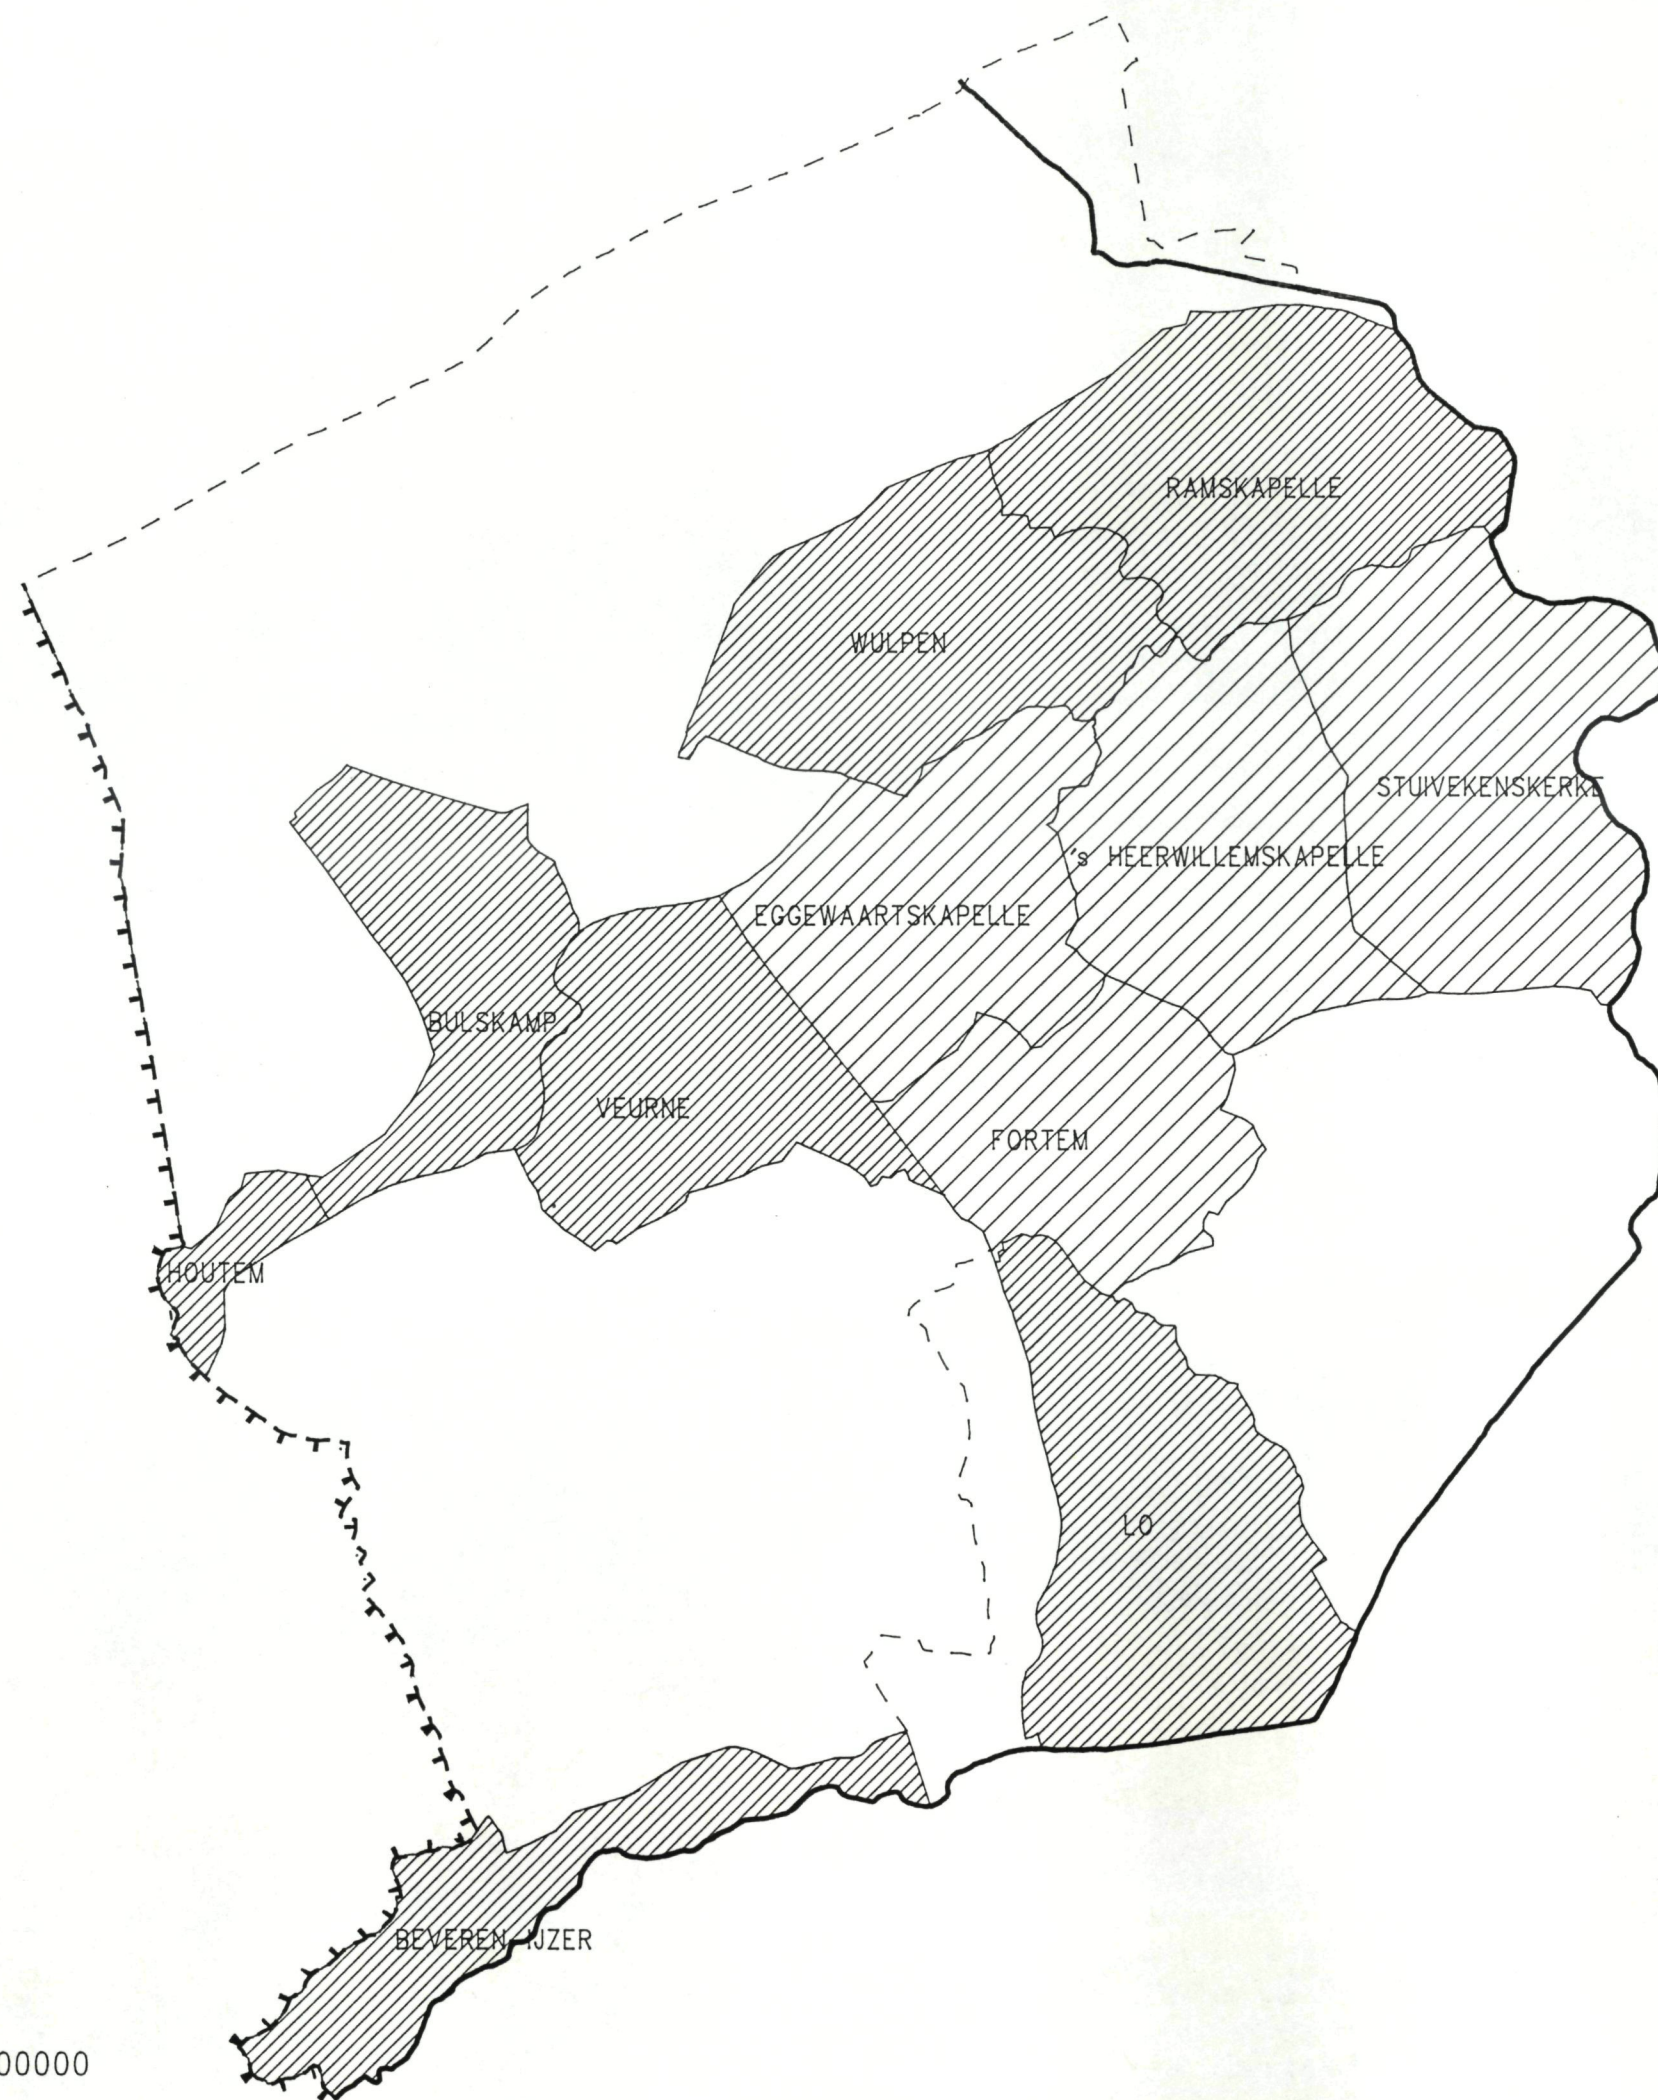 RAMSKAPELLE
WULPEN
STUIVEKENSKERKE
's HEERWILLEMSKAPELLE
EGGEWAARTSKAPELLE
BULSKAMP
VEURNE
FORTEM
HOUTEM
LO
BEVEREN-IJZER
00000